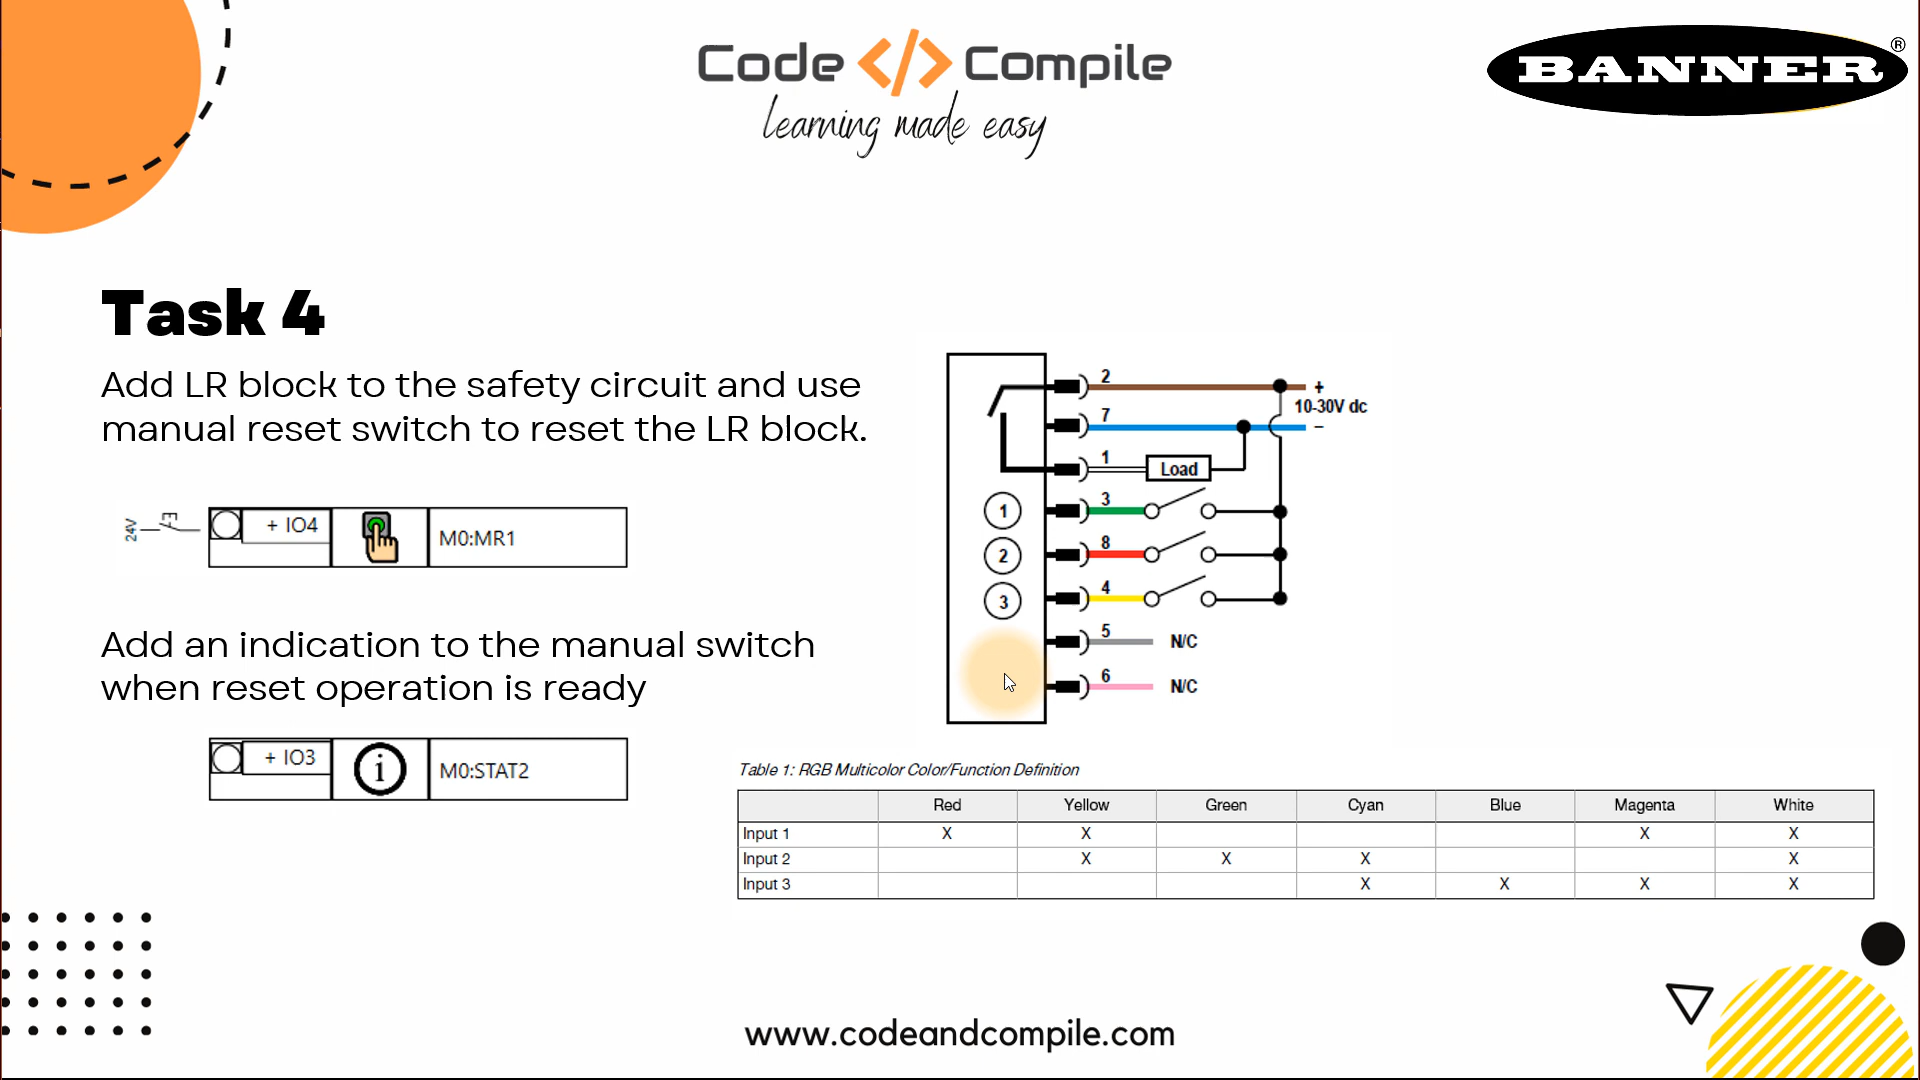 Code </> Compile
learning made easy
BANNER®
Task 4
Add LR block to the safety circuit and use
manual reset switch to reset the LR block.
24V
+ IO4
M0:MR1
Add an indication to the manual switch
when reset operation is ready
+ IO3
i
M0:STAT2
2
+
10-30V dc
7
−
1
Load
1
3
2
8
3
4
5
N/C
6
N/C
Table 1: RGB Multicolor Color/Function Definition
Red Yellow Green Cyan Blue Magenta White
Input 1 X X X X
Input 2 X X X X
Input 3 X X X X
www.codeandcompile.com